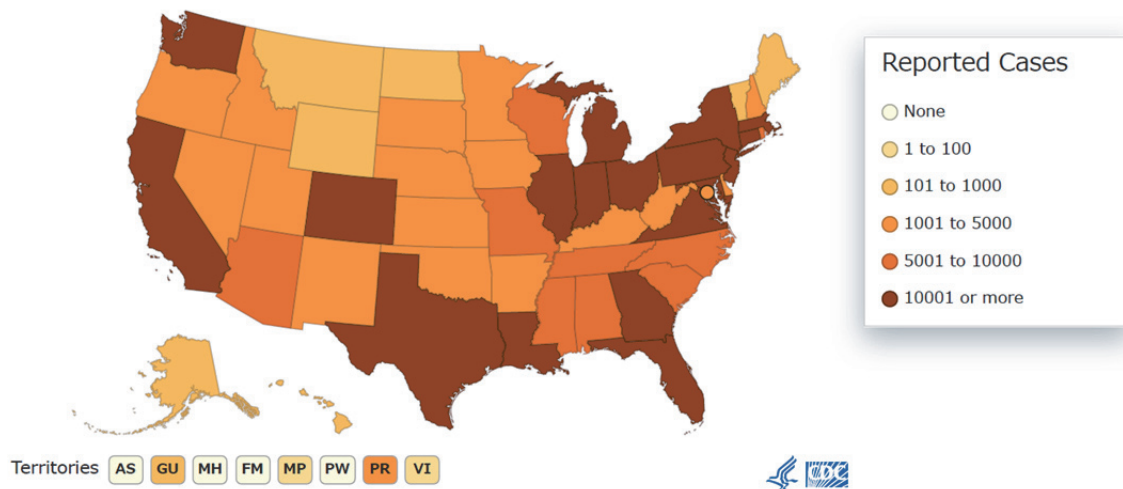 Reported Cases
None
1 to 100
101 to 1000
1001 to 5000
5001 to 10000
10001 or more
Territories AS GU MH FM MP PW PR VI
CDC